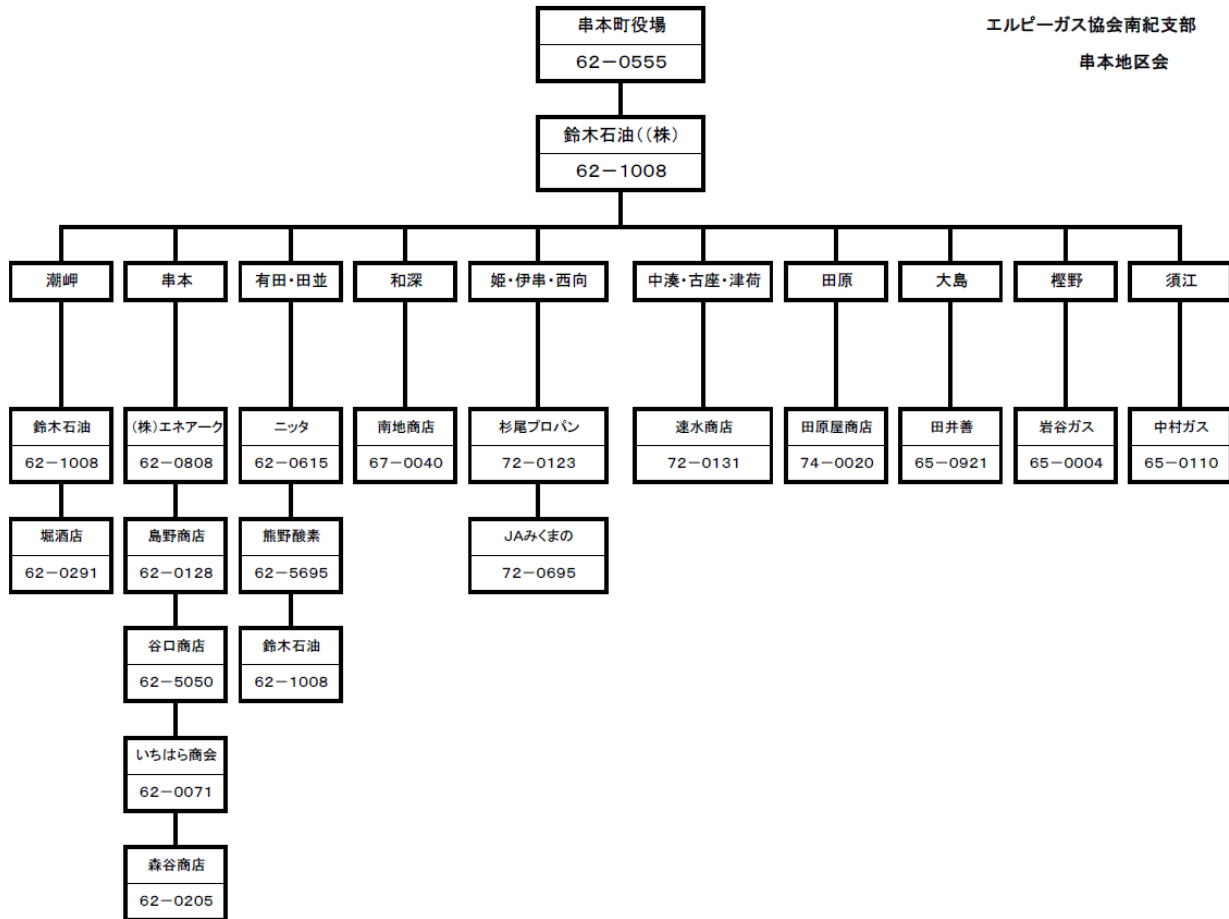 串本町役場
62－0555
エルピーガス協会南紀支部
串本地区会
鈴木石油((株)
62－1008
潮岬
串本
有田・田並
和深
姫・伊串・西向
中湊・古座・津荷
田原
大島
樫野
須江
鈴木石油
62－1008
(株)エネアーク
62－0808
ニッタ
62－0615
南地商店
67－0040
杉尾プロパン
72－0123
速水商店
72－0131
田原屋商店
74－0020
田井善
65－0921
岩谷ガス
65－0004
中村ガス
65－0110
堀酒店
62－0291
島野商店
62－0128
熊野酸素
62－5695
JAみくまの
72－0695
谷口商店
62－5050
鈴木石油
62－1008
いちはら商会
62－0071
森谷商店
62－0205